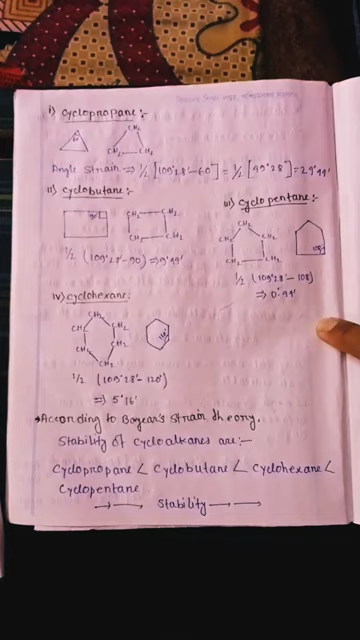 i) Cyclopropane:-
60°
CH2
CH2 CH2
Angle Strain ⇒ 1/2 [109°28'-60°] = 1/2 [49°28] = 24°44'
ii) Cyclobutane:-
90°
CH2 CH2
CH2 CH2
1/2 (109°28'-90) ⇒ 9°44'
iii) Cyclopentane:-
CH2
CH2 CH2
CH2 CH2
108°
1/2 (109°28'-108)
⇒ 0°44'
iv) Cyclohexane:
CH2
CH2 CH2
CH2 CH2
CH2
120°
1/2 (109°28'-120°)
⇒ 5°16'
→According to Bayear's Strain theory.
Stability of Cycloalkanes are:-
Cyclopropane < Cyclobutane < Cyclohexane <
Cyclopentane
→ → Stability → →